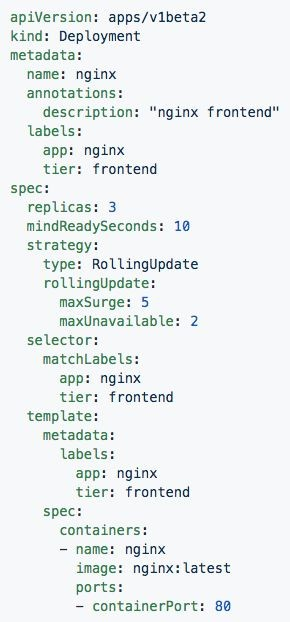 apiVersion: apps/v1beta2
kind: Deployment
metadata:
  name: nginx
  annotations:
    description: "nginx frontend"
  labels:
    app: nginx
    tier: frontend
spec:
  replicas: 3
  mindReadySeconds: 10
  strategy:
    type: RollingUpdate
    rollingUpdate:
      maxSurge: 5
      maxUnavailable: 2
  selector:
    matchLabels:
      app: nginx
      tier: frontend
  template:
    metadata:
      labels:
        app: nginx
        tier: frontend
    spec:
      containers:
      - name: nginx
        image: nginx:latest
        ports:
        - containerPort: 80